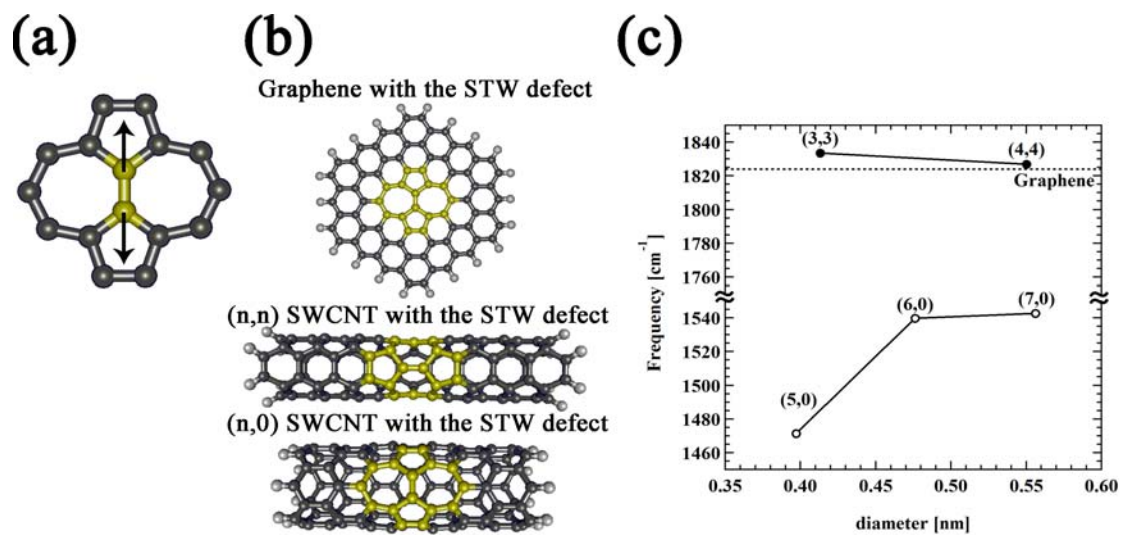 (a)
(b)
(c)
Graphene with the STW defect
(n,n) SWCNT with the STW defect
(n,0) SWCNT with the STW defect
Frequency [cm⁻¹]
1840
1820
1800
1780
1760
1540
1520
1500
1480
1460
(3,3)
(4,4)
Graphene
(6,0)
(7,0)
(5,0)
0.35
0.40
0.45
0.50
0.55
0.60
diameter [nm]